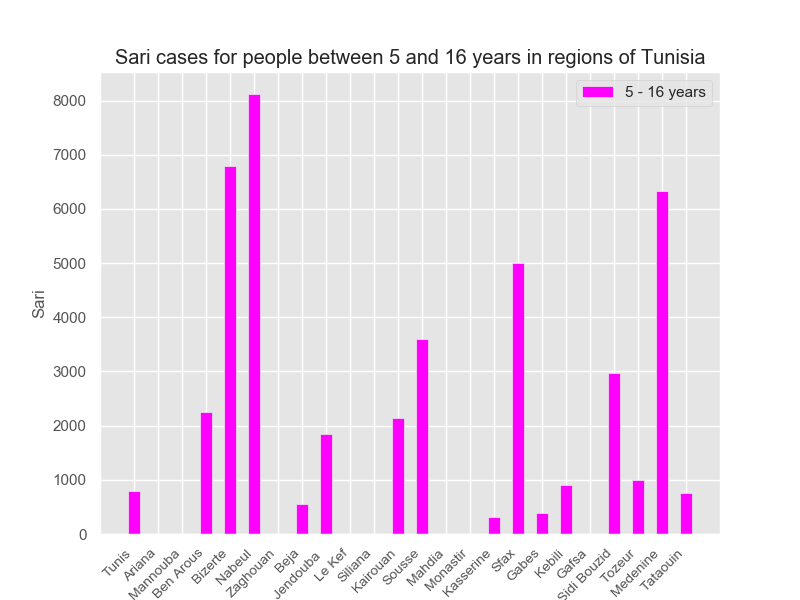 Sari cases for people between 5 and 16 years in regions of Tunisia
5 - 16 years
8000
7000
6000
5000
4000
3000
2000
1000
0
Sari
Tunis
Ariana
Mannouba
Ben Arous
Bizerte
Nabeul
Zaghouan
Beja
Jendouba
Le Kef
Siliana
Kairouan
Sousse
Mahdia
Monastir
Kasserine
Sfax
Gabes
Kebili
Gafsa
Sidi Bouzid
Tozeur
Medenine
Tataouin